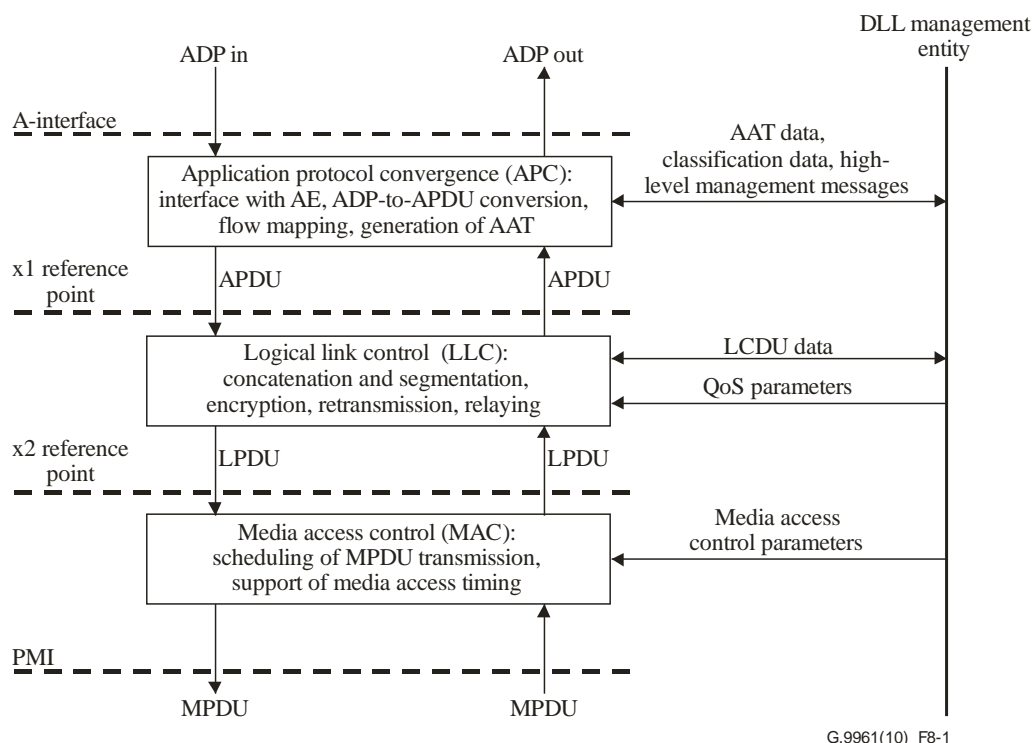 DLL management
entity
ADP in
ADP out
A-interface
AAT data,
classification data, high-
level management messages
Application protocol convergence (APC):
interface with AE, ADP-to-APDU conversion,
flow mapping, generation of AAT
x1 reference
point
APDU
APDU
Logical link control (LLC):
concatenation and segmentation,
encryption, retransmission, relaying
LCDU data
QoS parameters
x2 reference
point
LPDU
LPDU
Media access control (MAC):
scheduling of MPDU transmission,
support of media access timing
Media access
control parameters
PMI
MPDU
MPDU
G.9961(10)_F8-1